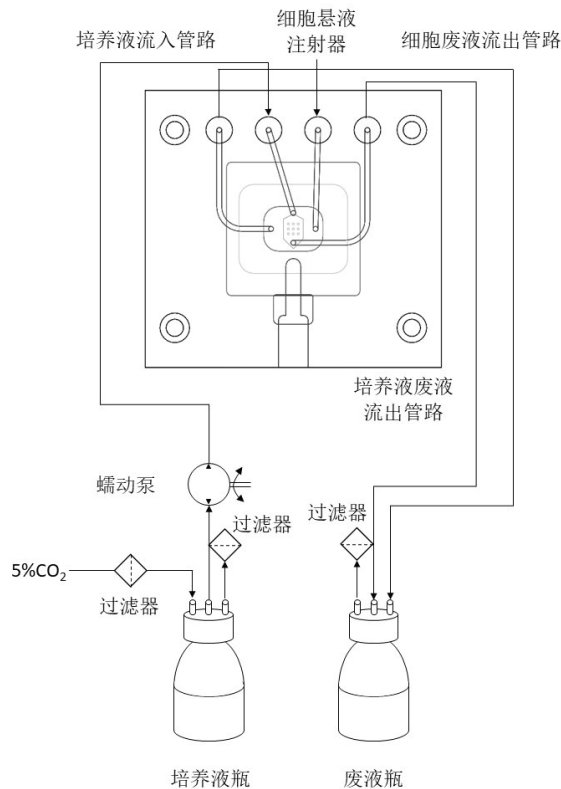 培养液流入管路
细胞悬液
注射器
细胞废液流出管路
培养液废液
流出管路
蠕动泵
过滤器
过滤器
5%CO₂
过滤器
培养液瓶
废液瓶